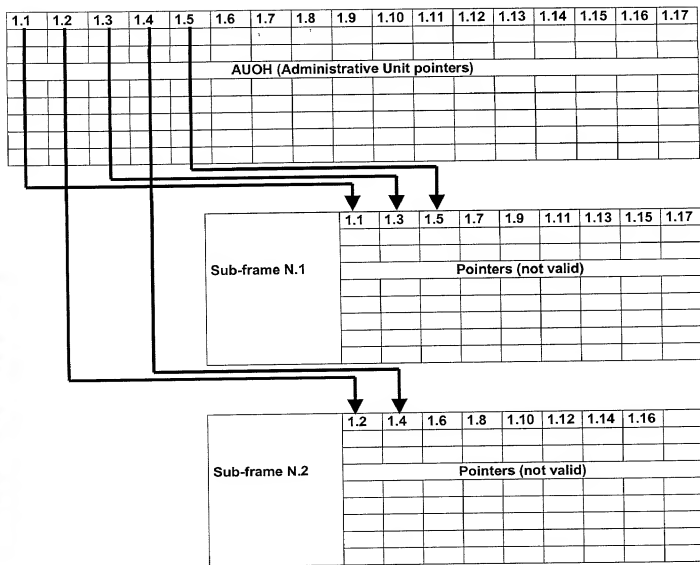 1.1 1.2 1.3 1.4 1.5 1.6 1.7 1.8 1.9 1.10 1.11 1.12 1.13 1.14 1.15 1.16 1.17
AUOH (Administrative Unit pointers)
1.1 1.3 1.5 1.7 1.9 1.11 1.13 1.15 1.17
Sub-frame N.1
Pointers (not valid)
1.2 1.4 1.6 1.8 1.10 1.12 1.14 1.16
Sub-frame N.2
Pointers (not valid)